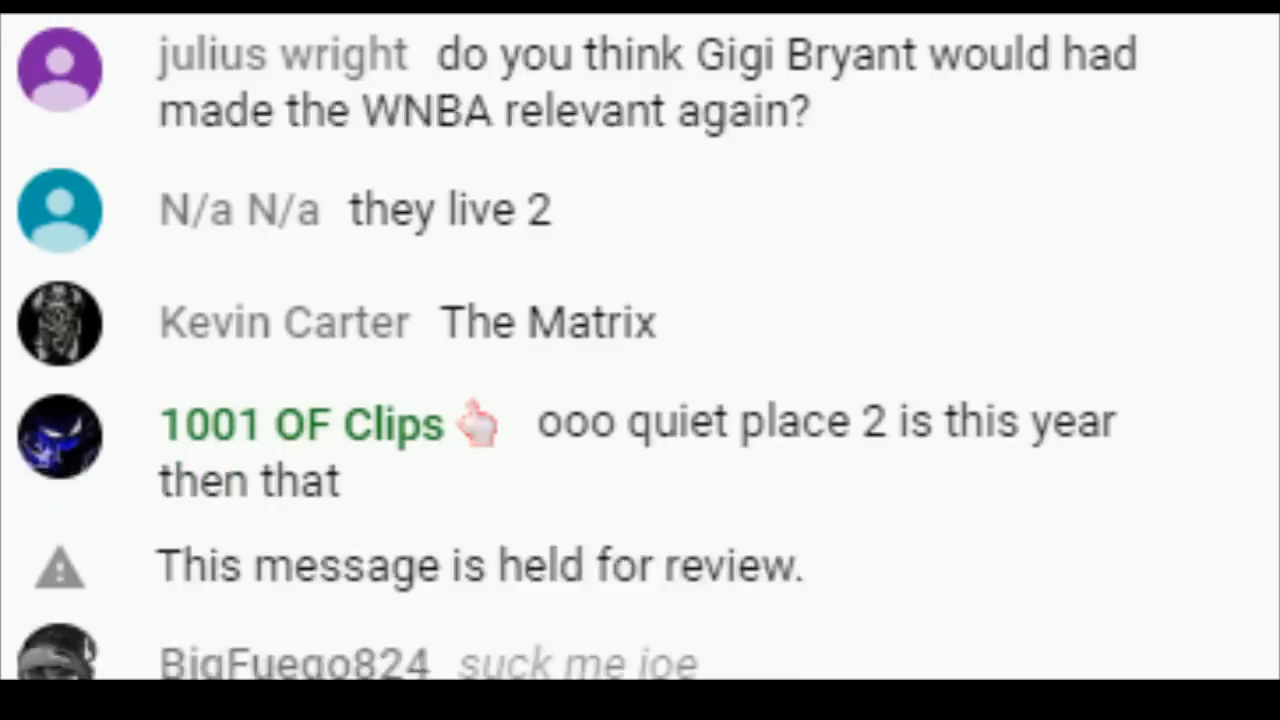 julius wright do you think Gigi Bryant would had
made the WNBA relevant again?
N/a N/a they live 2
Kevin Carter The Matrix
1001 OF Clips ooo quiet place 2 is this year
then that
This message is held for review.
BigFuego824 suck me joe